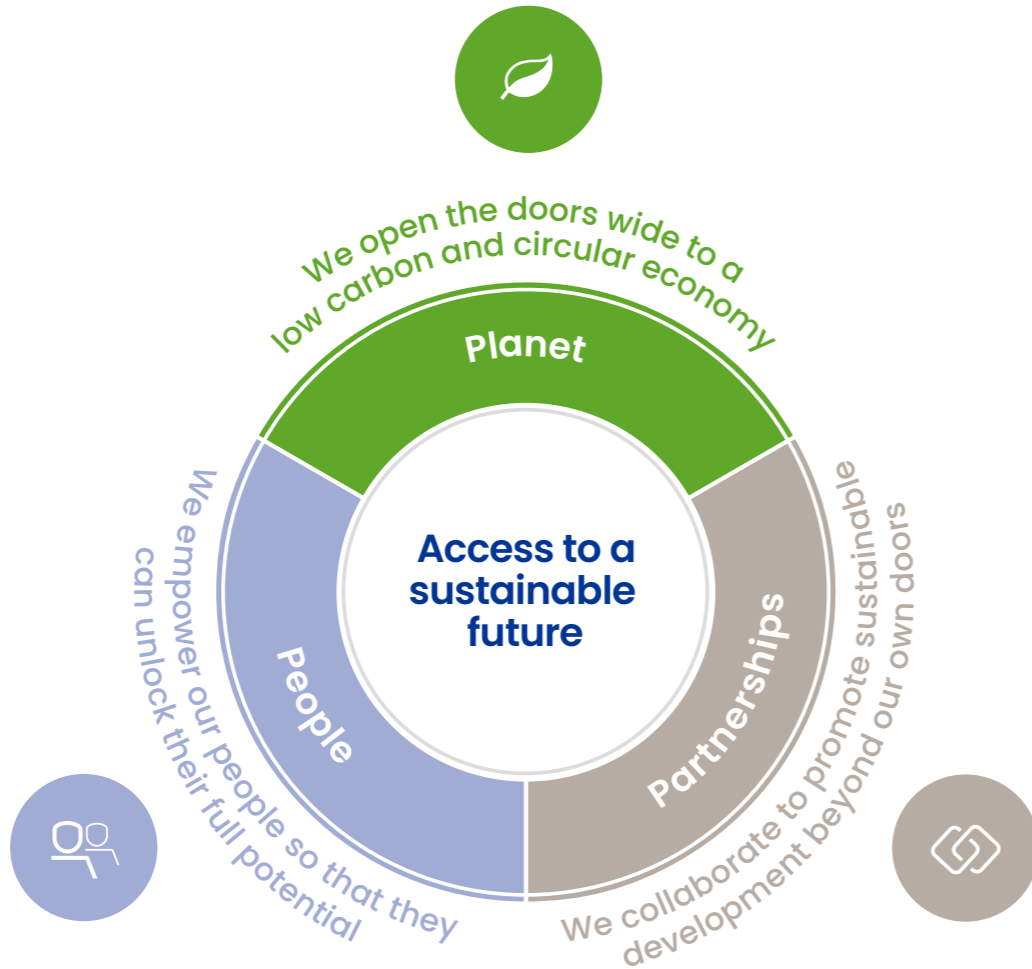 We open the doors wide to a
low carbon and circular economy
Planet
Access to a
sustainable
future
People
We empower our people so that they
can unlock their full potential
Partnerships
We collaborate to promote sustainable
development beyond our own doors